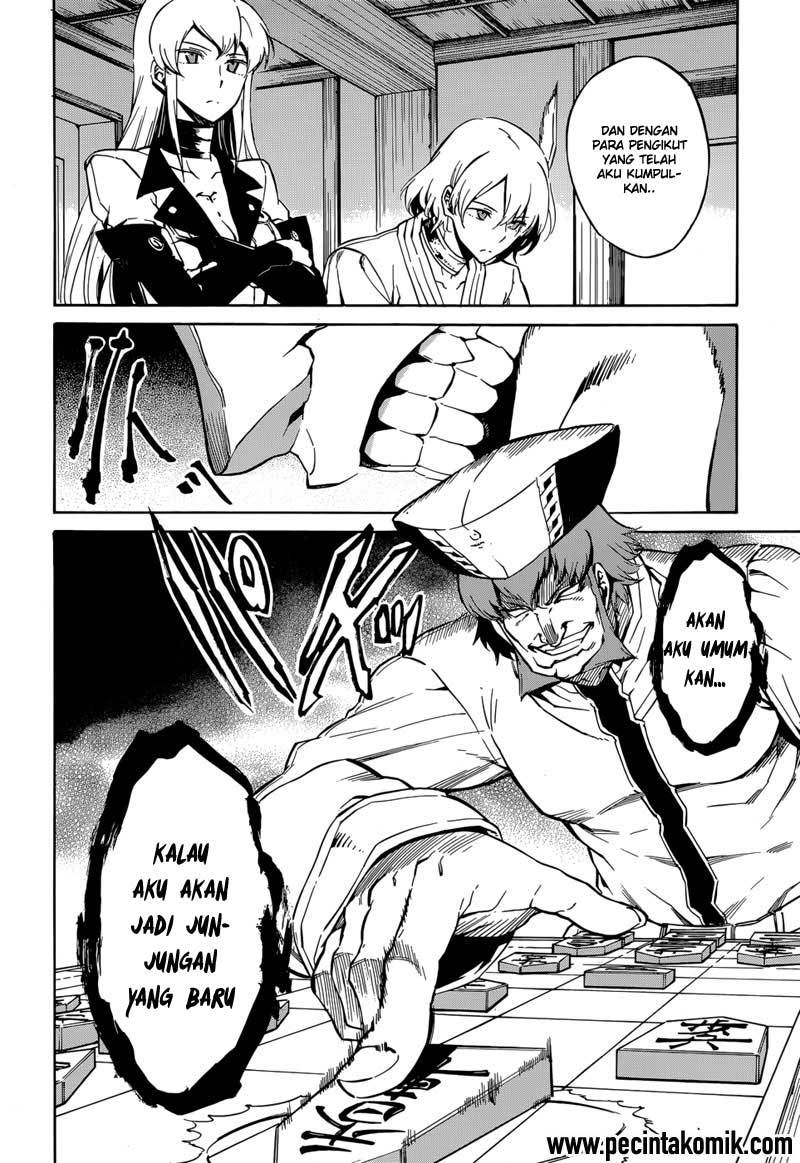 DAN DENGAN
PARA PENGIKUT
YANG TELAH
AKU KUMPUL-
KAN..
AKAN
AKU UMUM
KAN...
KALAU
AKU AKAN
JADI JUN-
JUNGAN
YANG BARU
歩
www.pecintakomik.com